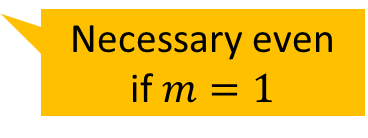 Necessary even
if m = 1